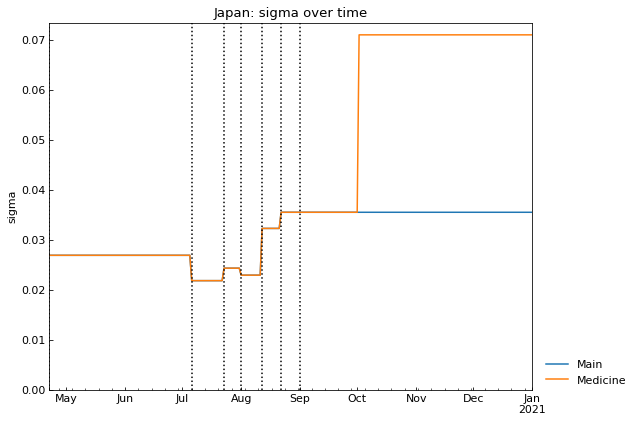 Japan: sigma over time
sigma
0.07
0.06
0.05
0.04
0.03
0.02
0.01
0.00
May Jun Jul Aug Sep Oct Nov Dec Jan
2021
Main
Medicine